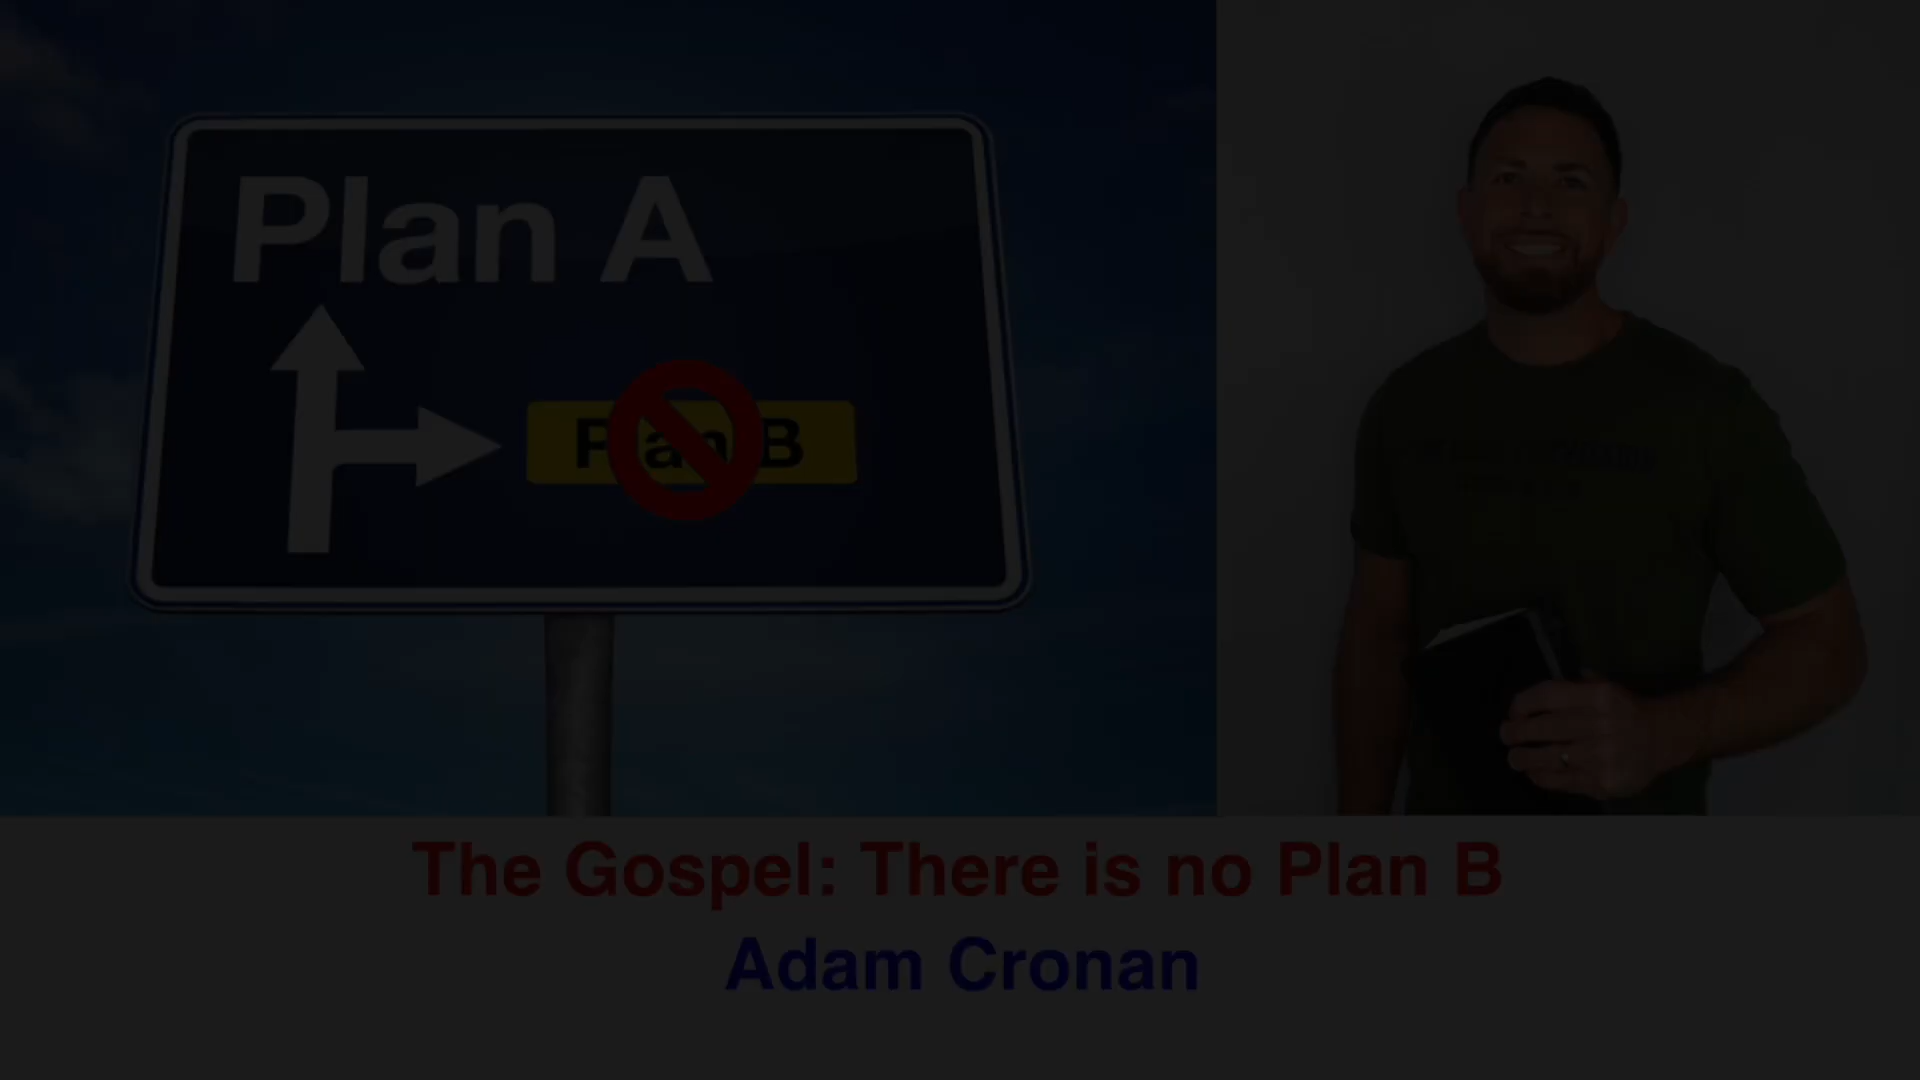 Plan A
Plan B
The Gospel: There is no Plan B
Adam Cronan